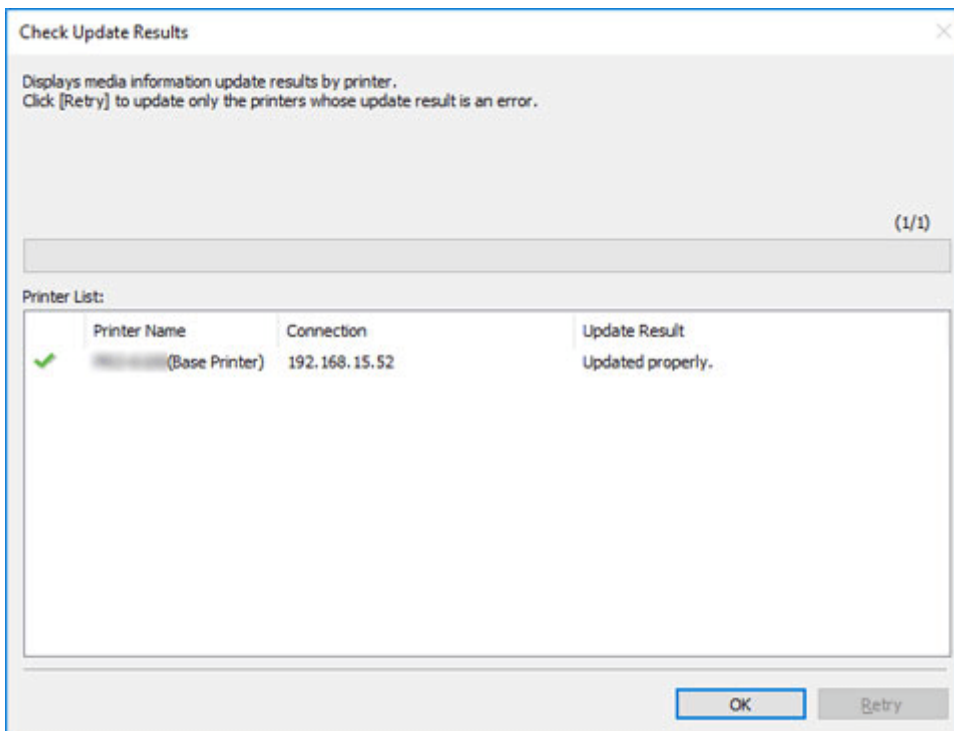 Check Update Results
Displays media information update results by printer.
Click [Retry] to update only the printers whose update result is an error.
(1/1)
Printer List:
Printer Name Connection Update Result
(Base Printer) 192.168.15.52 Updated properly.
OK Retry